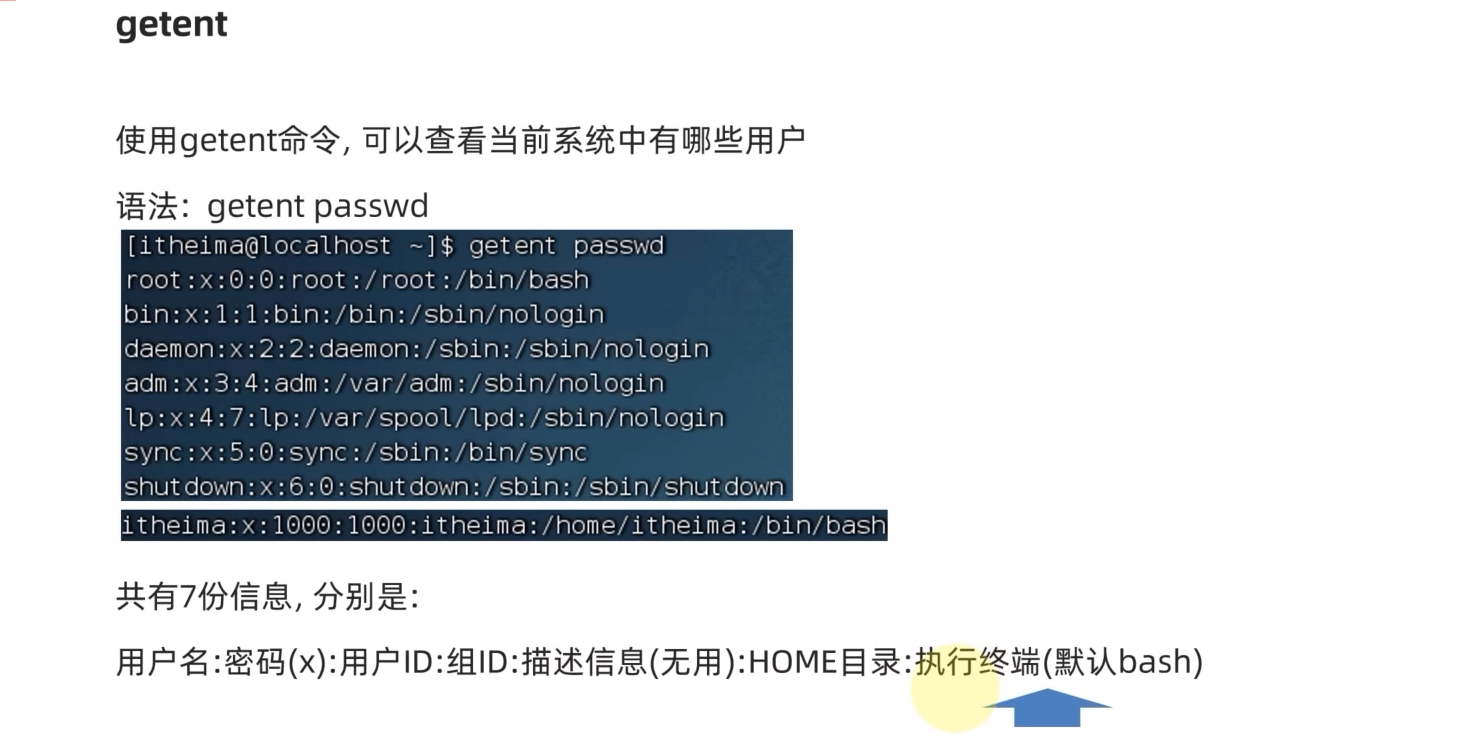 getent
使用getent命令, 可以查看当前系统中有哪些用户
语法：getent passwd
[itheima@localhost ~]$ getent passwd
root:x:0:0:root:/root:/bin/bash
bin:x:1:1:bin:/bin:/sbin/nologin
daemon:x:2:2:daemon:/sbin:/sbin/nologin
adm:x:3:4:adm:/var/adm:/sbin/nologin
lp:x:4:7:lp:/var/spool/lpd:/sbin/nologin
sync:x:5:0:sync:/sbin:/bin/sync
shutdown:x:6:0:shutdown:/sbin:/sbin/shutdown
itheima:x:1000:1000:itheima:/home/itheima:/bin/bash
共有7份信息, 分别是：
用户名:密码(x):用户ID:组ID:描述信息(无用):HOME目录:执行终端(默认bash)